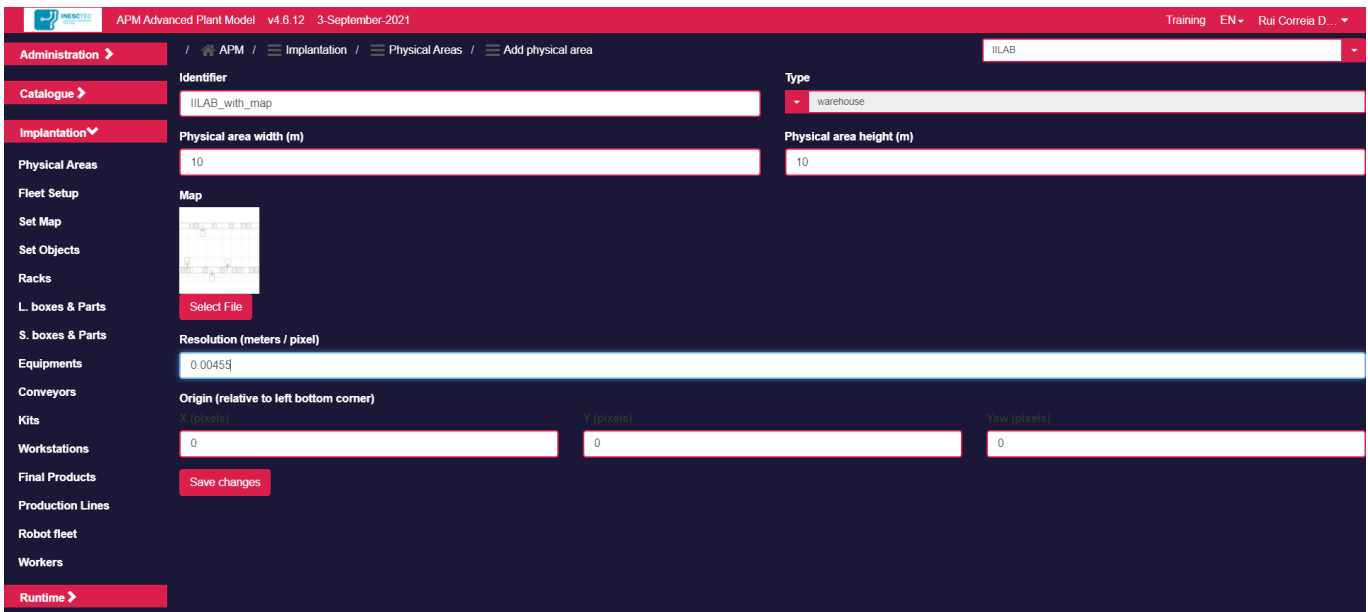 INESCTEC APM Advanced Plant Model v4.6.12 3-September-2021 Training EN Rui Correia D...
Administration
/ APM / Implantation / Physical Areas / Add physical area
IILAB
Catalogue
Implantation
Physical Areas
Fleet Setup
Set Map
Set Objects
Racks
L. boxes & Parts
S. boxes & Parts
Equipments
Conveyors
Kits
Workstations
Final Products
Production Lines
Robot fleet
Workers
Runtime
Identifier
IILAB_with_map
Type
warehouse
Physical area width (m)
10
Physical area height (m)
10
Map
Select File
Resolution (meters / pixel)
0.00455
Origin (relative to left bottom corner)
X (pixeis) Y (pixeis) Yaw (pixeis)
0 0 0
Save changes